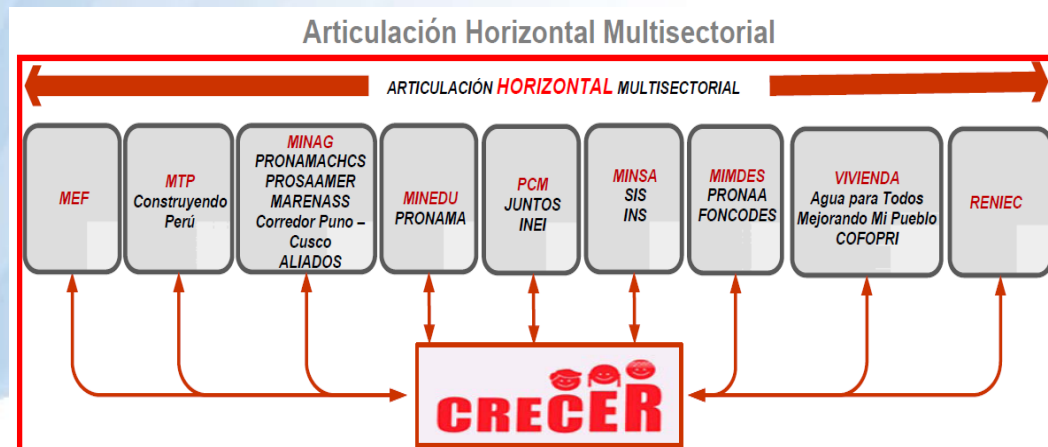 Articulación Horizontal Multisectorial
ARTICULACIÓN HORIZONTAL MULTISECTORIAL
MEF
MTP
Construyendo
Perú
MINAG
PRONAMACHCS
PROSAAMER
MARENASS
Corredor Puno –
Cusco
ALIADOS
MINEDU
PRONAMA
PCM
JUNTOS
INEI
MINSA
SIS
INS
MIMDES
PRONAA
FONCODES
VIVIENDA
Agua para Todos
Mejorando Mi Pueblo
COFOPRI
RENIEC
CRECER